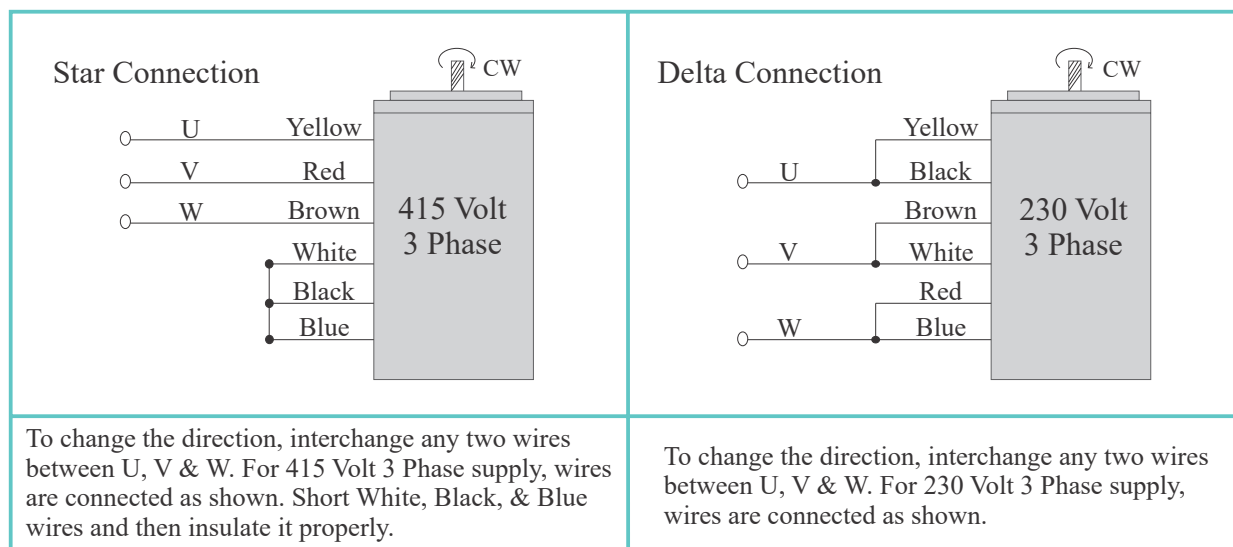 Star Connection
CW
U Yellow
V Red
W Brown
White
Black
Blue
415 Volt
3 Phase
To change the direction, interchange any two wires
between U, V & W. For 415 Volt 3 Phase supply, wires
are connected as shown. Short White, Black, & Blue
wires and then insulate it properly.
Delta Connection
CW
Yellow
U Black
Brown
V White
Red
W Blue
230 Volt
3 Phase
To change the direction, interchange any two wires
between U, V & W. For 230 Volt 3 Phase supply,
wires are connected as shown.